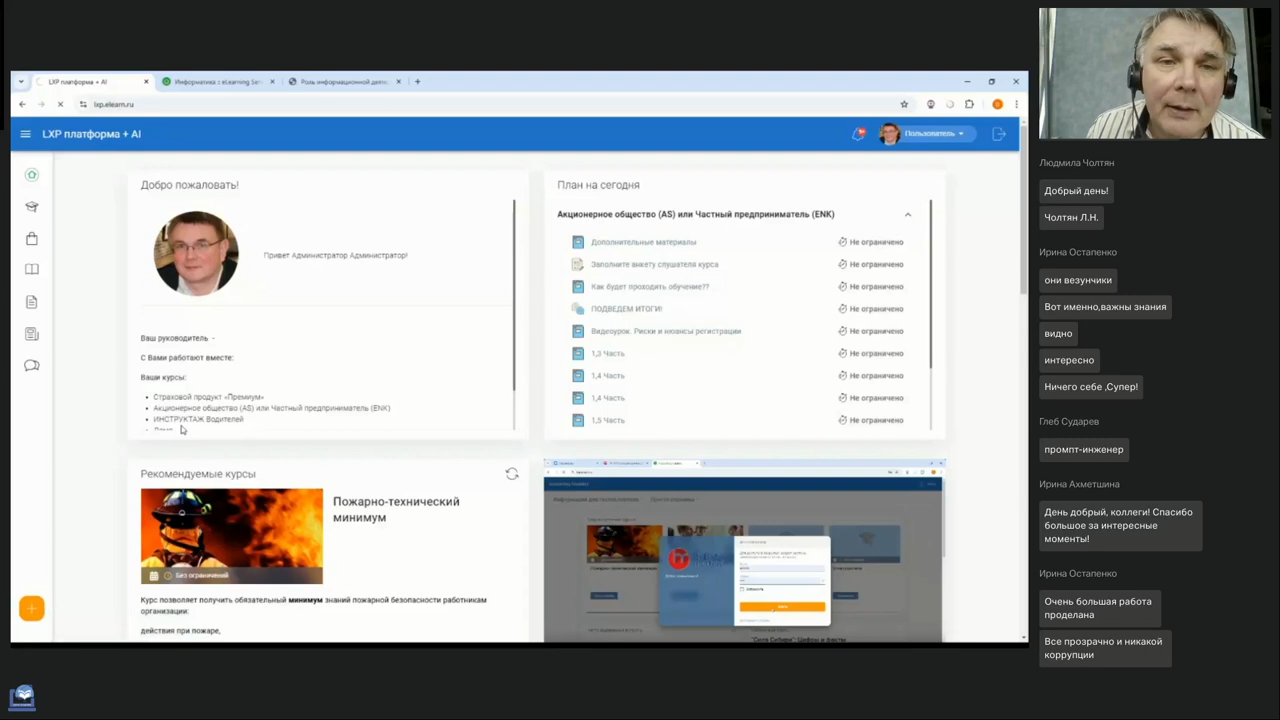 LXP платформа + AI
Информатика : eLearning Ser
Роль информационной деяте
lxp.elearn.ru
LXP платформа + AI
Пользователь
Добро пожаловать!
Привет Администратор Администратор!
Ваш руководитель -
С Вами работают вместе:
Ваши курсы:
Страховой продукт «Премиум»
Акционерное общество (AS) или Частный предприниматель (ENK)
ИНСТРУКТАЖ Водителей
План на сегодня
Акционерное общество (AS) или Частный предприниматель (ENK)
Дополнительные материалы Не ограничено
Заполните анкету слушателя курса Не ограничено
Как будет проходить обучение?? Не ограничено
ПОДВЕДЕМ ИТОГИ! Не ограничено
Видеоурок. Риски и нюансы регистрации Не ограничено
1,3 Часть Не ограничено
1,4 Часть Не ограничено
1,4 Часть Не ограничено
1,5 Часть Не ограничено
Рекомендуемые курсы
Пожарно-технический
минимум
Без ограничений
Курс позволяет получить обязательный минимум знаний пожарной безопасности работникам
организации:
действия при пожаре,
"Сила Сибири": Цифры и факты
Людмила Чолтян
Добрый день!
Чолтян Л.Н.
Ирина Остапенко
они везунчики
Вот именно,важны знания
видно
интересно
Ничего себе ,Супер!
Глеб Сударев
промпт-инженер
Ирина Ахметшина
День добрый, коллеги! Спасибо
большое за интересные
моменты!
Ирина Остапенко
Очень большая работа
проделана
Все прозрачно и никакой
коррупции